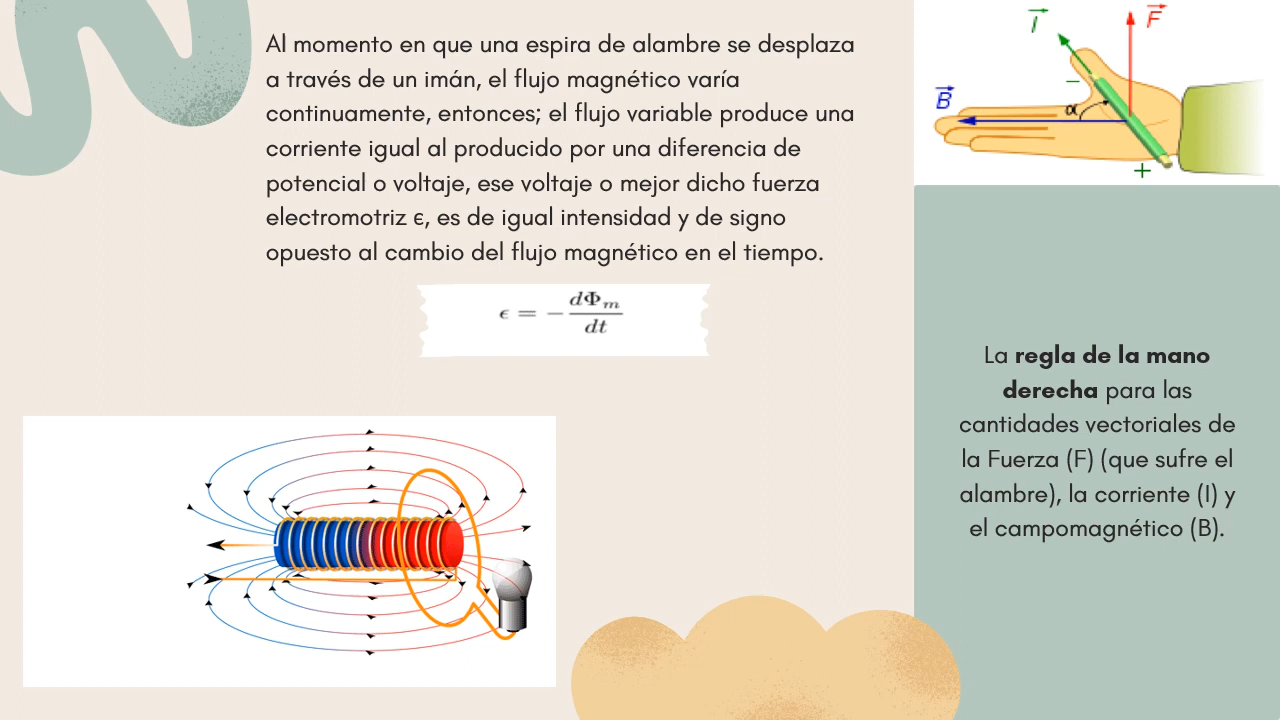 Al momento en que una espira de alambre se desplaza
a través de un imán, el flujo magnético varía
continuamente, entonces; el flujo variable produce una
corriente igual al producido por una diferencia de
potencial o voltaje, ese voltaje o mejor dicho fuerza
electromotriz ϵ, es de igual intensidad y de signo
opuesto al cambio del flujo magnético en el tiempo.
ϵ = − dΦm/dt
I
F
B
−
α
+
La regla de la mano
derecha para las
cantidades vectoriales de
la Fuerza (F) (que sufre el
alambre), la corriente (I) y
el campomagnético (B).